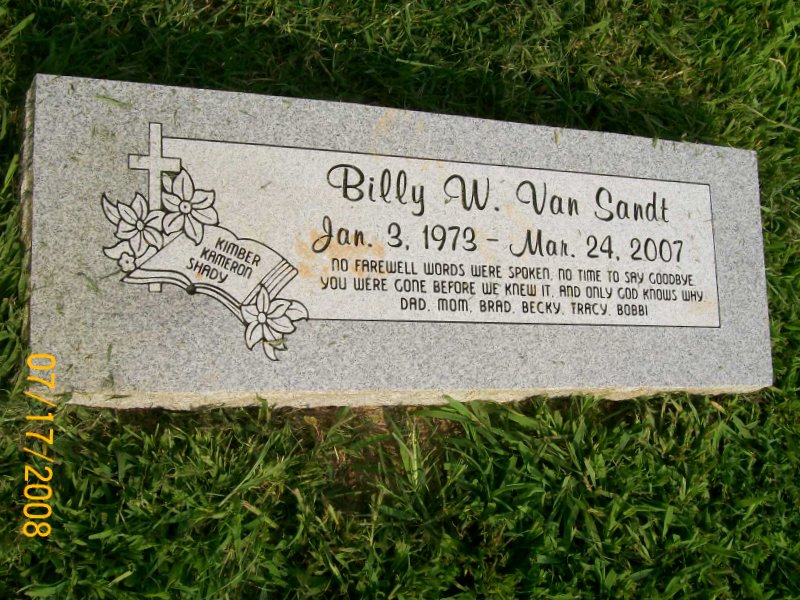 Billy W. Van Sandt
Jan. 3, 1973 - Mar. 24, 2007
NO FAREWELL WORDS WERE SPOKEN, NO TIME TO SAY GOODBYE.
YOU WERE GONE BEFORE WE KNEW IT, AND ONLY GOD KNOWS WHY.
DAD, MOM, BRAD, BECKY, TRACY, BOBBI
KIMBER
KAMERON
SHADY
07/17/2008